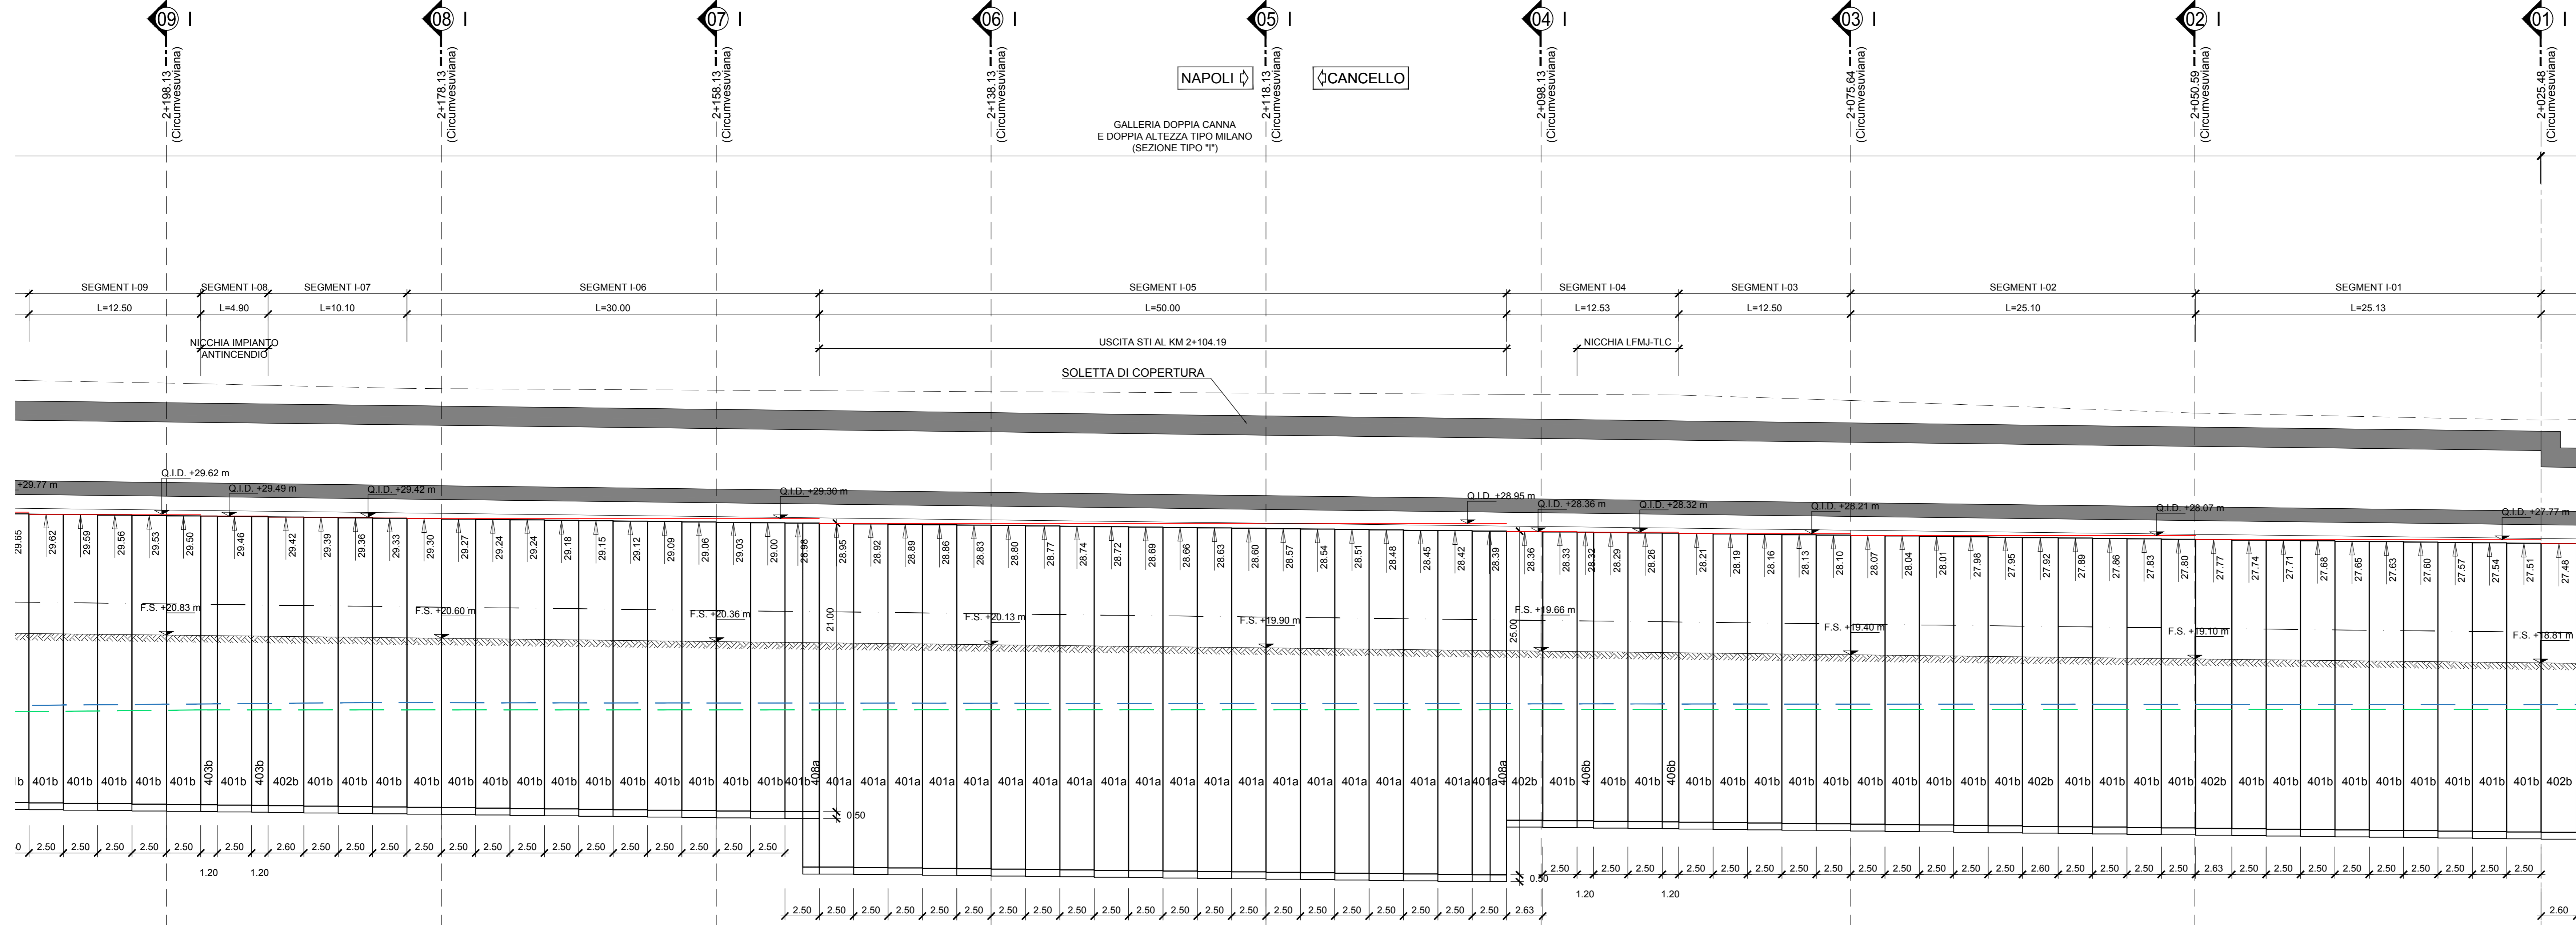 09 I
08 I
07 I
06 I
05 I
04 I
03 I
02 I
01 I
2+198.13
(Circumvesuviana)
2+178.13
(Circumvesuviana)
2+158.13
(Circumvesuviana)
2+138.13
(Circumvesuviana)
2+118.13
(Circumvesuviana)
2+098.13
(Circumvesuviana)
2+075.64
(Circumvesuviana)
2+050.59
(Circumvesuviana)
2+025.48
(Circumvesuviana)
NAPOLI
CANCELLO
GALLERIA DOPPIA CANNA
E DOPPIA ALTEZZA TIPO MILANO
(SEZIONE TIPO "I")
SEGMENT I-09
SEGMENT I-08
SEGMENT I-07
SEGMENT I-06
SEGMENT I-05
SEGMENT I-04
SEGMENT I-03
SEGMENT I-02
SEGMENT I-01
L=12.50
L=4.90
L=10.10
L=30.00
L=50.00
L=12.53
L=12.50
L=25.10
L=25.13
NICCHIA IMPIANTO
ANTINCENDIO
USCITA STI AL KM 2+104.19
NICCHIA LFMJ-TLC
SOLETTA DI COPERTURA
+29.77 m
Q.I.D. +29.62 m
Q.I.D. +29.49 m
Q.I.D. +29.42 m
Q.I.D. +29.30 m
Q.I.D. +28.95 m
Q.I.D. +28.36 m
Q.I.D. +28.32 m
Q.I.D. +28.21 m
Q.I.D. +28.07 m
Q.I.D. +27.77 m
29.65
29.62
29.59
29.56
29.53
29.50
29.46
29.42
29.39
29.36
29.33
29.30
29.27
29.24
29.24
29.18
29.15
29.12
29.09
29.06
29.03
29.00
28.98
28.95
28.92
28.89
28.86
28.83
28.80
28.77
28.74
28.72
28.69
28.66
28.63
28.60
28.57
28.54
28.51
28.48
28.45
28.42
28.39
28.36
28.33
28.32
28.29
28.26
28.21
28.19
28.16
28.13
28.10
28.07
28.04
28.01
27.98
27.95
27.92
27.89
27.86
27.83
27.80
27.77
27.74
27.71
27.68
27.65
27.63
27.60
27.57
27.54
27.51
27.48
F.S. +20.83 m
F.S. +20.60 m
F.S. +20.36 m
F.S. +20.13 m
F.S. +19.90 m
F.S. +19.66 m
F.S. +19.40 m
F.S. +19.10 m
F.S. +18.81 m
21.00
25.00
1b 401b 401b 401b 401b 401b 403b 401b 403b 402b 401b 401b 401b 401b 401b 401b 401b 401b 401b 401b 401b 401b 401b 401b 408a 401a 401a 401a 401a 401a 401a 401a 401a 401a 401a 401a 401a 401a 401a 401a 401a 401a 401a 401a 408a 402b 401b 406b 401b 401b 406b 401b 401b 401b 401b 401b 401b 401b 401b 401b 401b 402b 401b 401b 401b 401b 402b 401b 401b 401b 401b 401b 401b 401b 401b 401b 402b
0.50
0.50
2.50 2.50 2.50 2.50 2.50 2.50 2.60 2.50 2.50 2.50 2.50 2.50 2.50 2.50 2.50 2.50 2.50 2.50 2.50 2.50 2.50
1.20 1.20
2.50 2.50 2.50 2.50 2.50 2.50 2.50 2.50 2.50 2.50 2.50 2.50 2.50 2.60 2.50 2.50 2.50 2.50 2.63 2.50 2.50 2.50 2.50 2.50 2.50 2.50 2.50 2.50
1.20 1.20
2.50 2.50 2.50 2.50 2.50 2.50 2.50 2.50 2.50 2.50 2.50 2.50 2.50 2.50 2.50 2.50 2.50 2.50 2.50 2.50 2.50 2.63
2.60